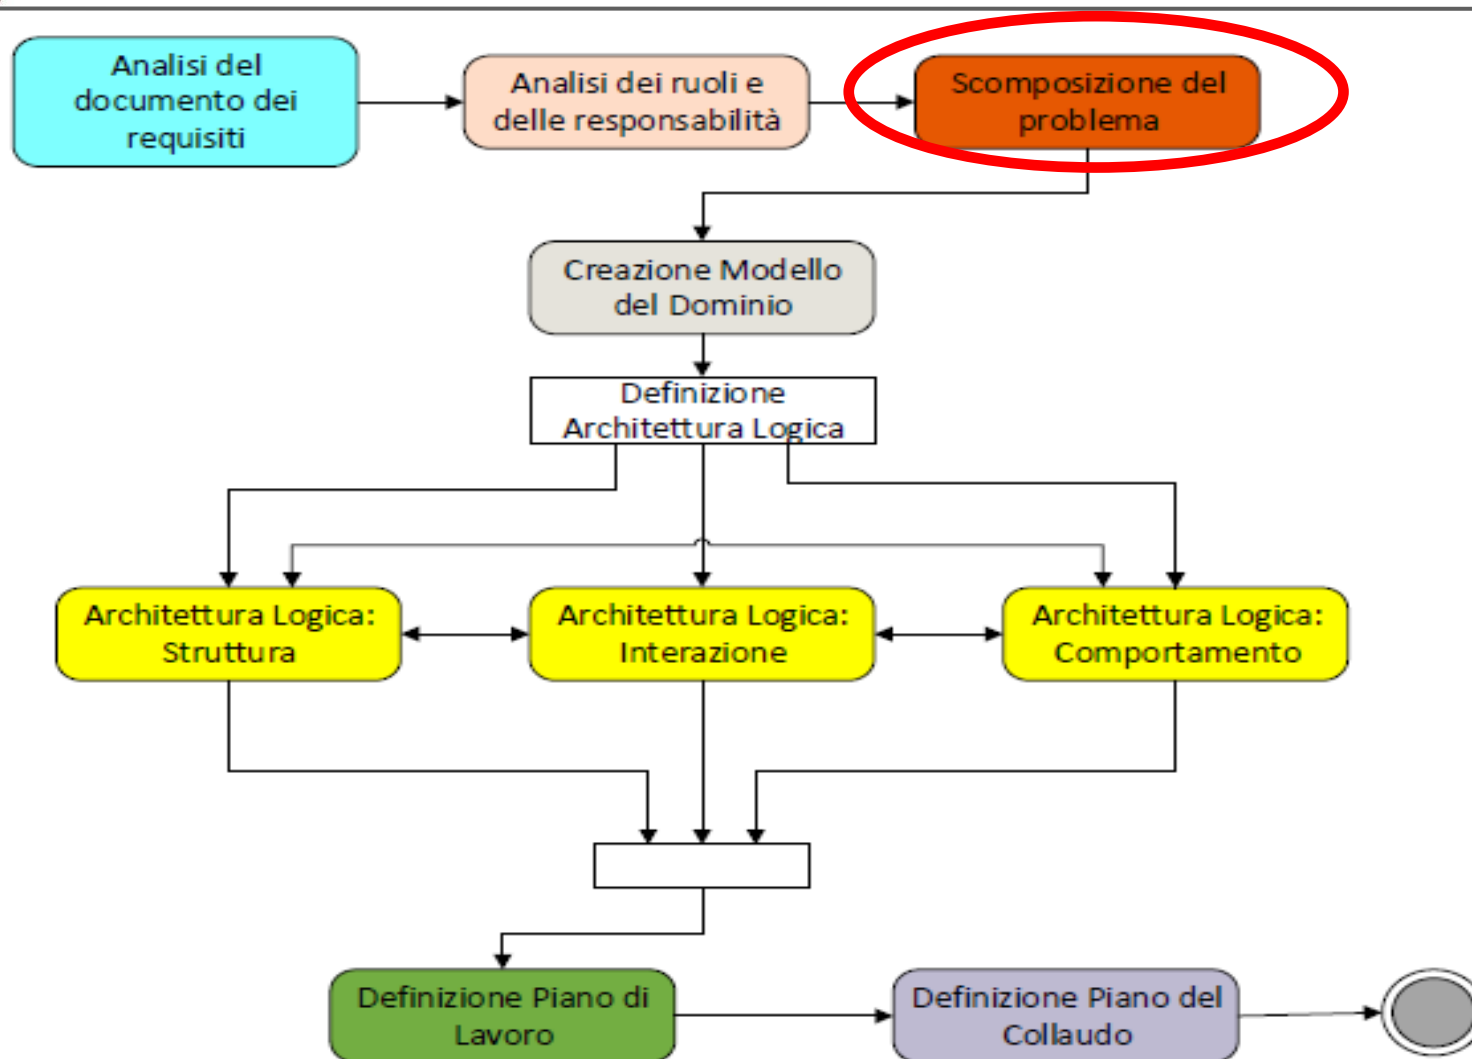 Analisi del
documento dei
requisiti
Analisi dei ruoli e
delle responsabilità
Scomposizione del
problema
Creazione Modello
del Dominio
Definizione
Architettura Logica
Architettura Logica:
Struttura
Architettura Logica:
Interazione
Architettura Logica:
Comportamento
Definizione Piano di
Lavoro
Definizione Piano del
Collaudo